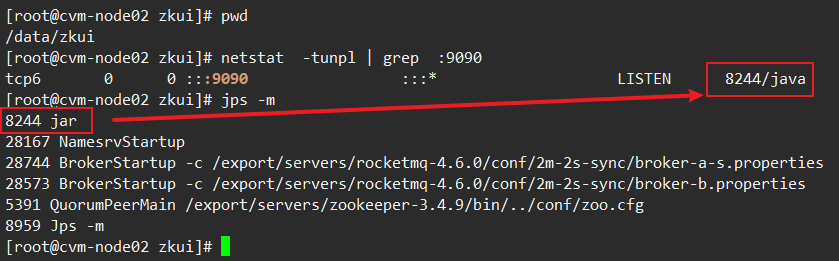 [root@cvm-node02 zkui]# pwd
/data/zkui
[root@cvm-node02 zkui]# netstat  -tunpl | grep  :9090
tcp6       0      0 :::9090                 :::*                    LISTEN      8244/java
[root@cvm-node02 zkui]# jps -m
8244 jar
28167 NamesrvStartup
28744 BrokerStartup -c /export/servers/rocketmq-4.6.0/conf/2m-2s-sync/broker-a-s.properties
28573 BrokerStartup -c /export/servers/rocketmq-4.6.0/conf/2m-2s-sync/broker-b.properties
5391 QuorumPeerMain /export/servers/zookeeper-3.4.9/bin/../conf/zoo.cfg
8959 Jps -m
[root@cvm-node02 zkui]#